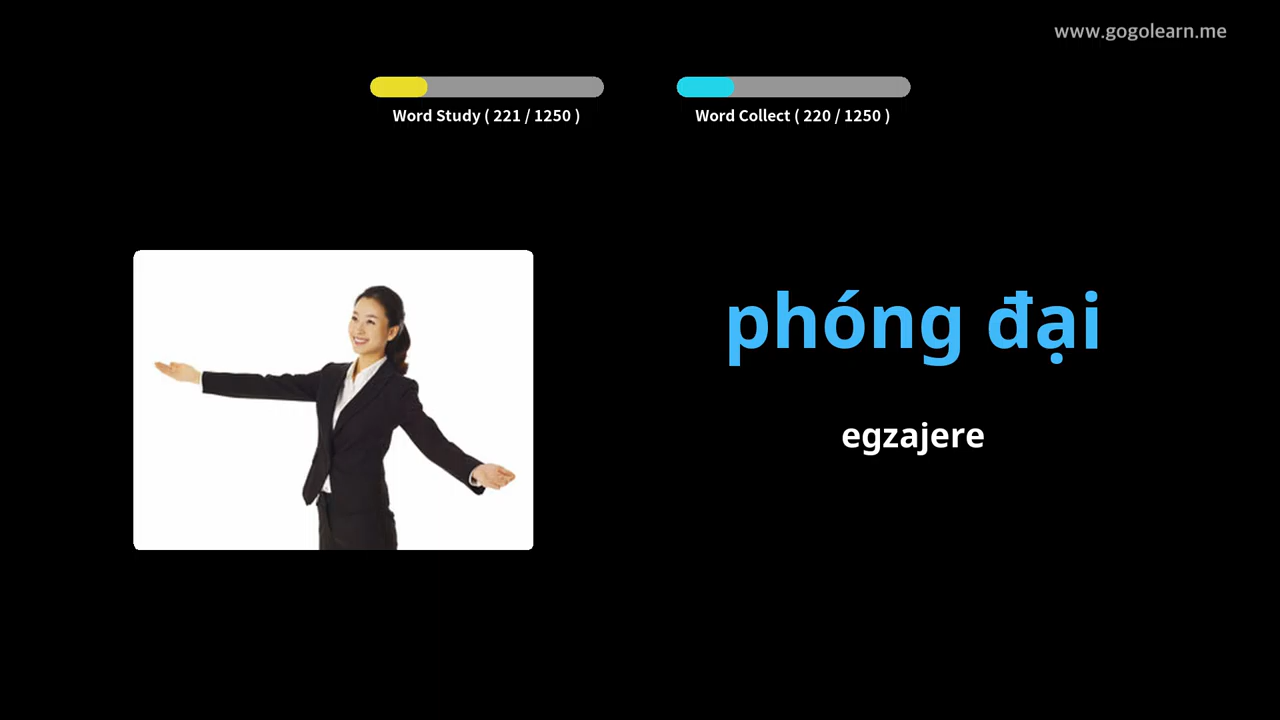 www.gogolearn.me
Word Study ( 221 / 1250 )
Word Collect ( 220 / 1250 )
phóng đại
egzajere